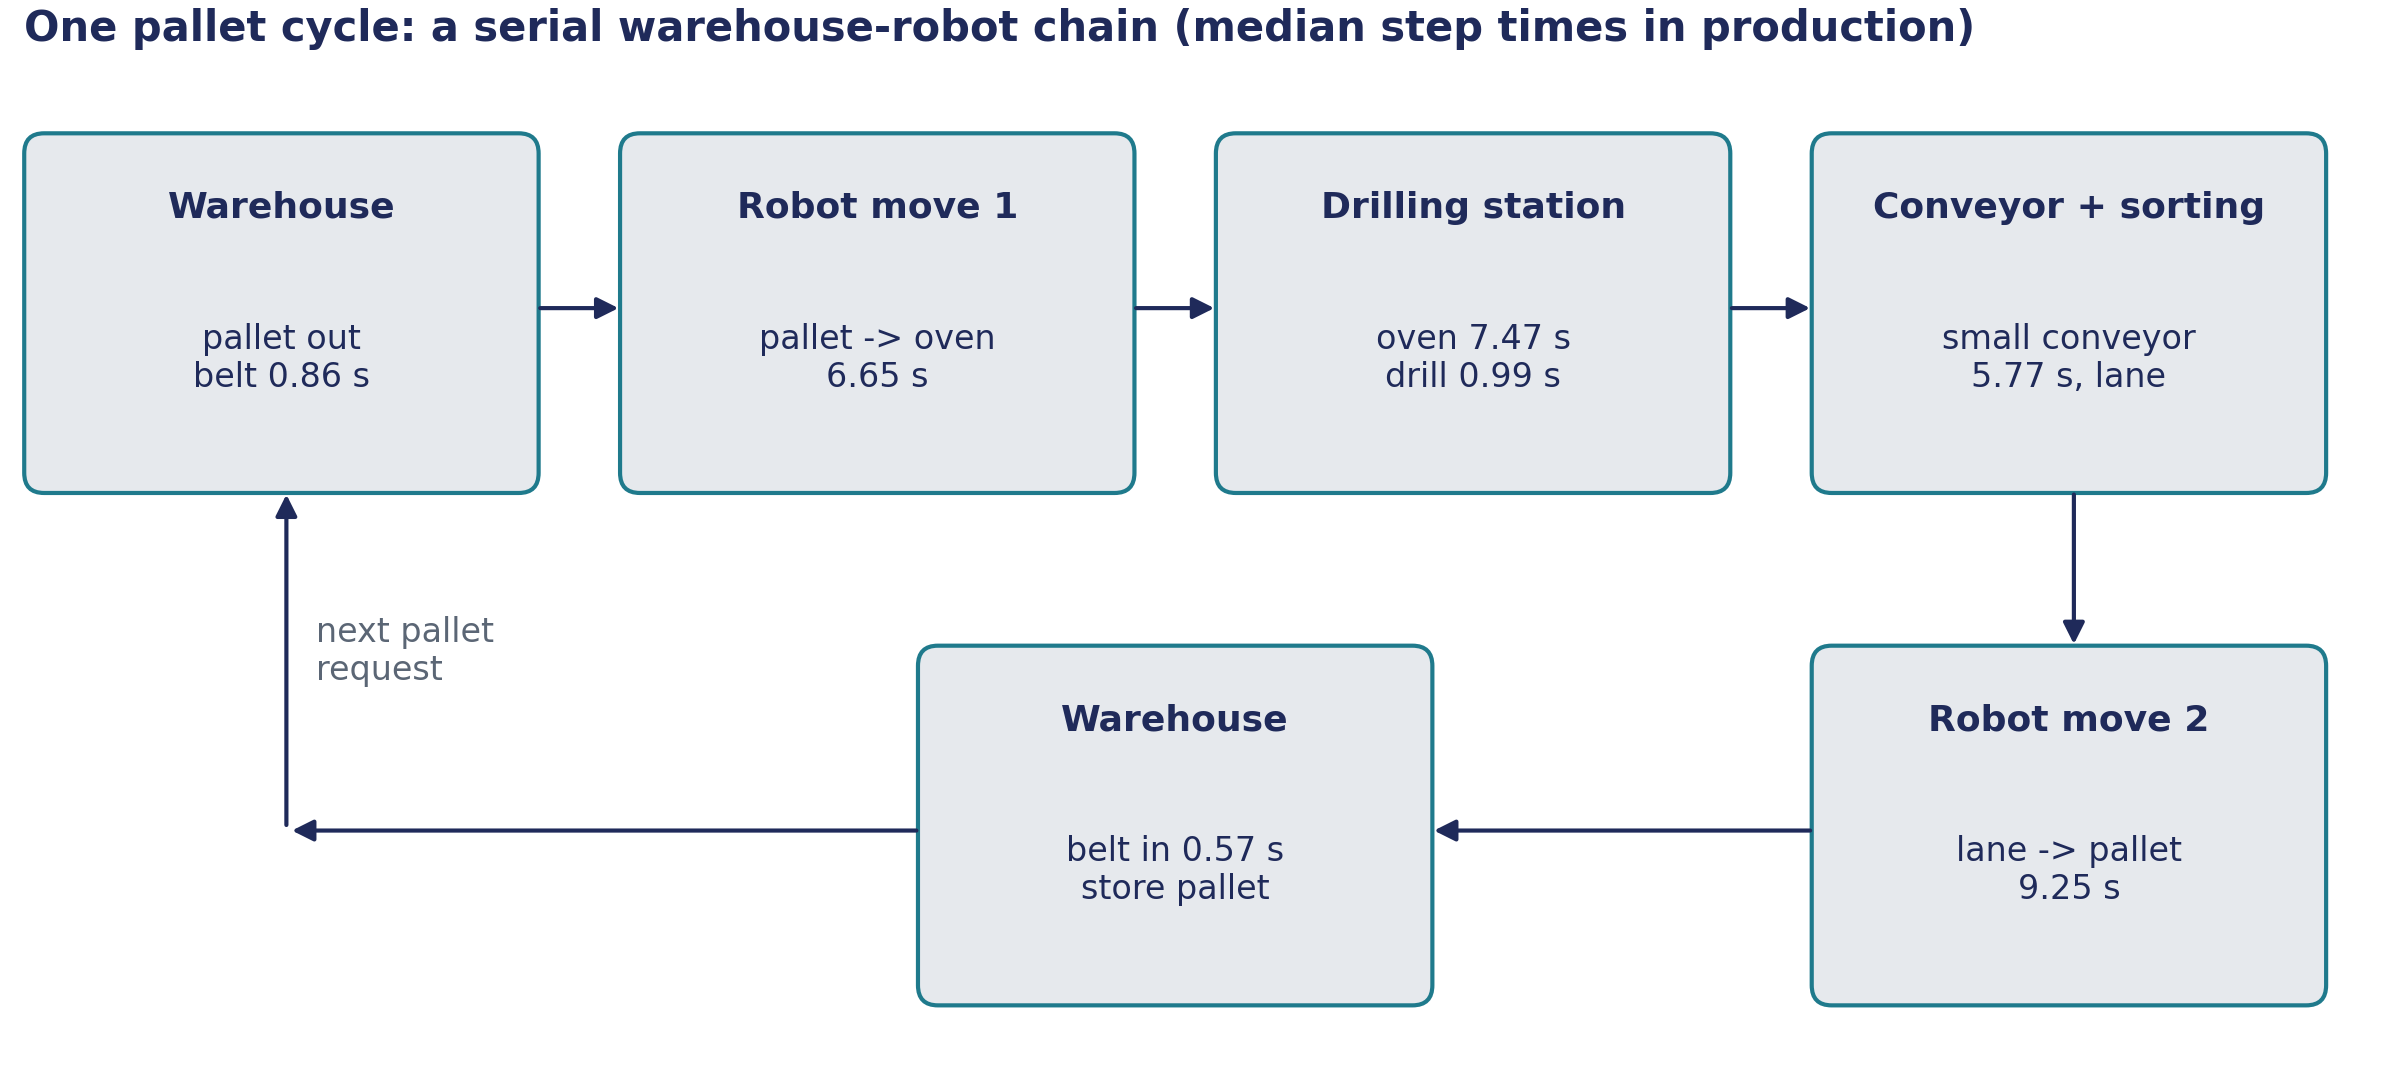 One pallet cycle: a serial warehouse-robot chain (median step times in production)
Warehouse
pallet out
belt 0.86 s
Robot move 1
pallet -> oven
6.65 s
Drilling station
oven 7.47 s
drill 0.99 s
Conveyor + sorting
small conveyor
5.77 s, lane
next pallet
request
Warehouse
belt in 0.57 s
store pallet
Robot move 2
lane -> pallet
9.25 s